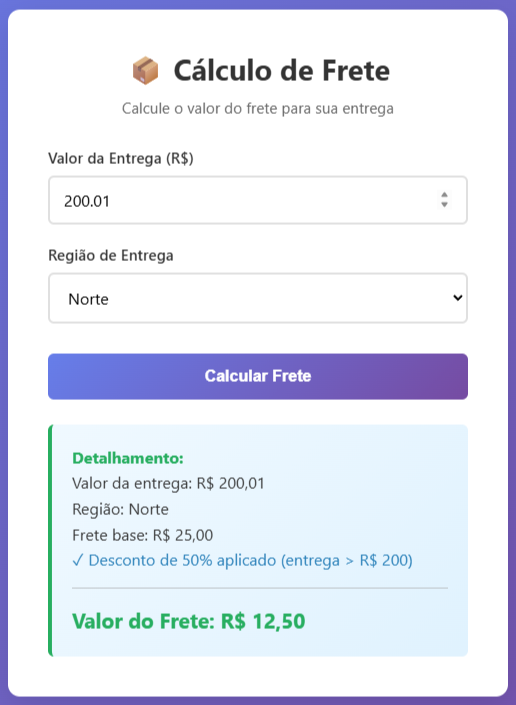 📦 Cálculo de Frete
Calcule o valor do frete para sua entrega
Valor da Entrega (R$)
200.01
Região de Entrega
Norte
Calcular Frete
Detalhamento:
Valor da entrega: R$ 200,01
Região: Norte
Frete base: R$ 25,00
✓ Desconto de 50% aplicado (entrega > R$ 200)
Valor do Frete: R$ 12,50